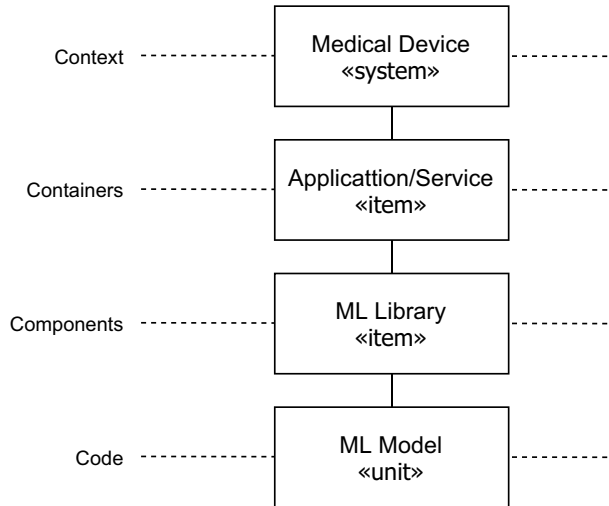 Medical Device
Context
«system»
Applicattion/Service
Containers
«item»
ML Library
Components
«item»
ML Model
Code
«unit»